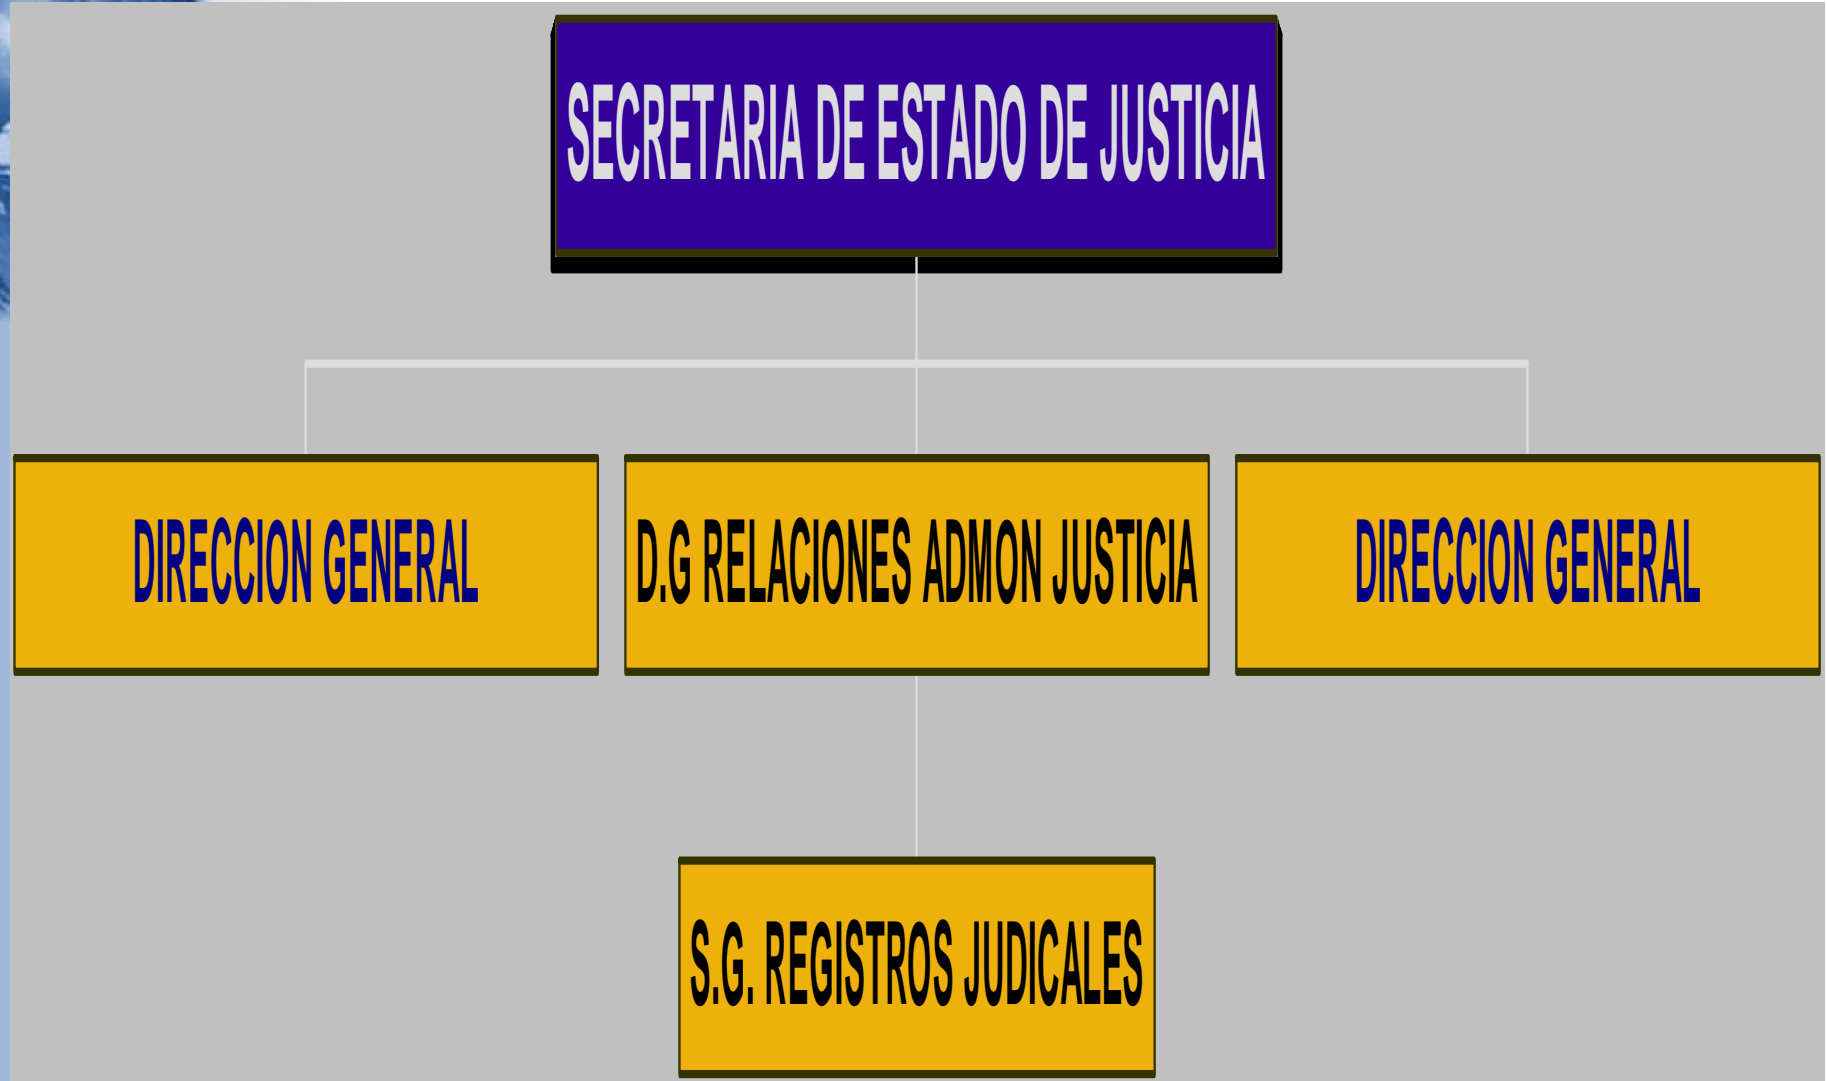 SECRETARIA DE ESTADO DE JUSTICIA
DIRECCION GENERAL
D.G RELACIONES ADMON JUSTICIA
DIRECCION GENERAL
S.G. REGISTROS JUDICALES